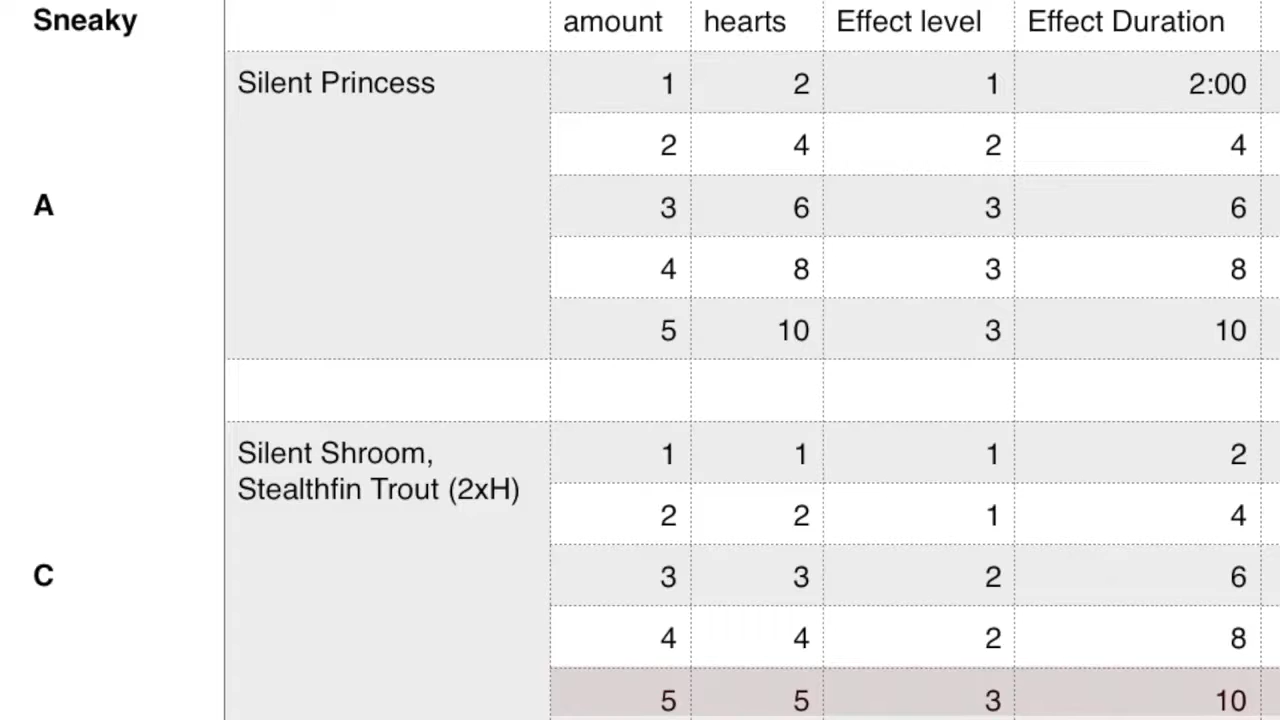 Sneaky amount hearts Effect level Effect Duration
Silent Princess 1 2 1 2:00
2 4 2 4
A 3 6 3 6
4 8 3 8
5 10 3 10
Silent Shroom, 1 1 1 2
Stealthfin Trout (2xH)
2 2 1 4
C 3 3 2 6
4 4 2 8
5 5 3 10